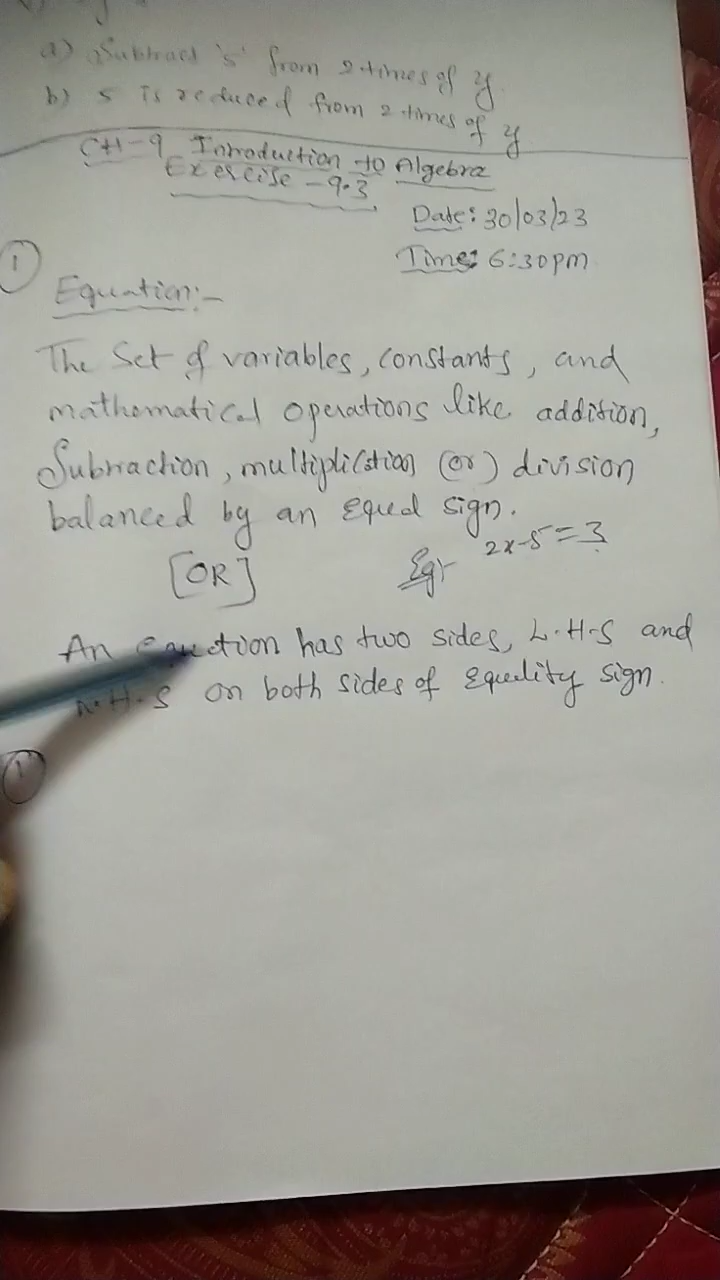 a) Subtract '5' from 2 times of y
b) 5 is reduced from 2 times of y
CH-9 Introduction to Algebra
Exercise - 9.3
Date: 30/03/23
Time: 6:30pm
1
Equation:-
The Set of variables, constants, and
mathematical operations like addition,
Subtraction, multiplication (or) division
balanced by an equal sign.
[OR] Eg:- 2x-5=3
An equation has two sides, L.H.S and
R.H.S on both sides of equality sign.
1